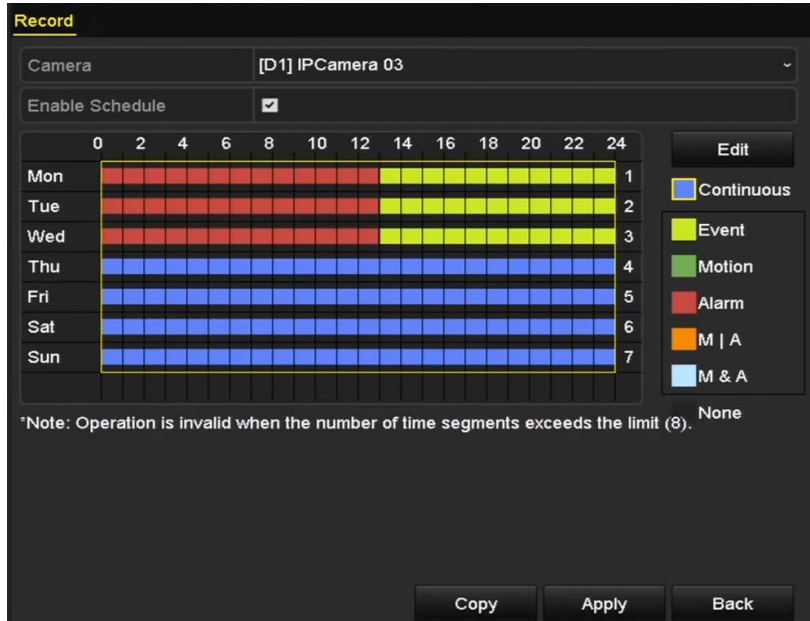 Record
Camera [D1] IPCamera 03
Enable Schedule
0 2 4 6 8 10 12 14 16 18 20 22 24
Edit
Mon 1
Continuous
Tue 2
Event
Wed 3
Thu 4
Motion
Fri 5
Alarm
Sat 6
M | A
Sun 7
M & A
None
*Note: Operation is invalid when the number of time segments exceeds the limit (8).
Copy Apply Back